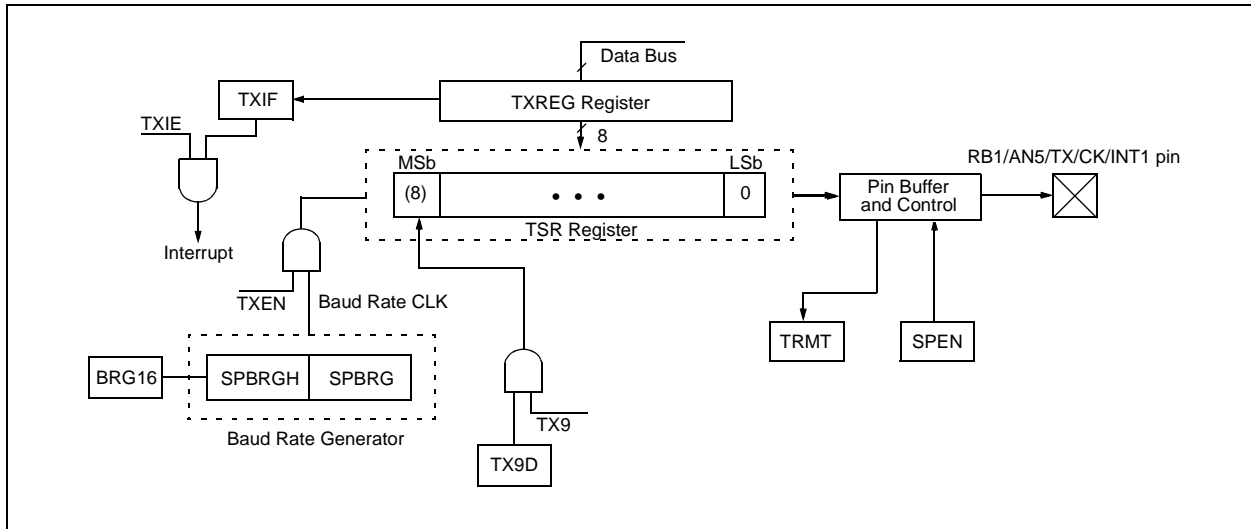 Data Bus
TXIF
TXREG Register
TXIE
8
MSb
LSb
RB1/AN5/TX/CK/INT1 pin
(8)
• • •
0
Pin Buffer
and Control
TSR Register
Interrupt
TXEN
Baud Rate CLK
TRMT
SPEN
BRG16
SPBRGH
SPBRG
TX9
Baud Rate Generator
TX9D